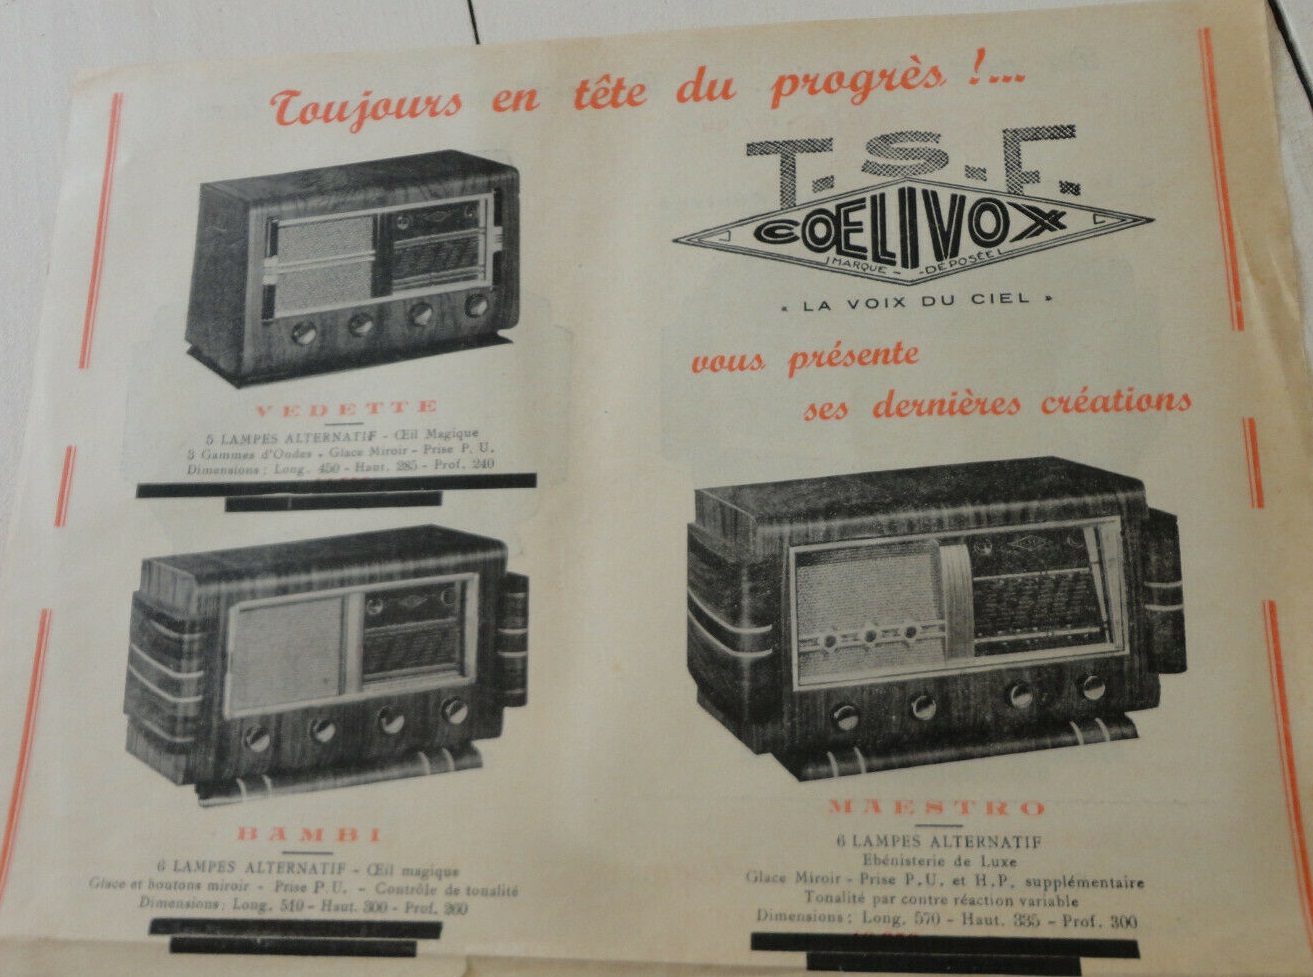 Toujours en tête du progrès !...
T.S.F.
COELIVOX
MARQUE - DÉPOSÉE
« LA VOIX DU CIEL »
vous présente
ses dernières créations
VEDETTE
5 LAMPES ALTERNATIF - Œil Magique
3 Gammes d'Ondes - Glace Miroir - Prise P. U.
Dimensions : Long. 450 - Haut. 285 - Prof. 240
BAMBI
6 LAMPES ALTERNATIF - Œil magique
Glace et boutons miroir - Prise P.U. - Contrôle de tonalité
Dimensions : Long. 510 - Haut. 300 - Prof. 260
MAESTRO
6 LAMPES ALTERNATIF
Ebénisterie de Luxe
Glace Miroir - Prise P.U. et H.P. supplémentaire
Tonalité par contre réaction variable
Dimensions : Long. 570 - Haut. 335 - Prof. 300